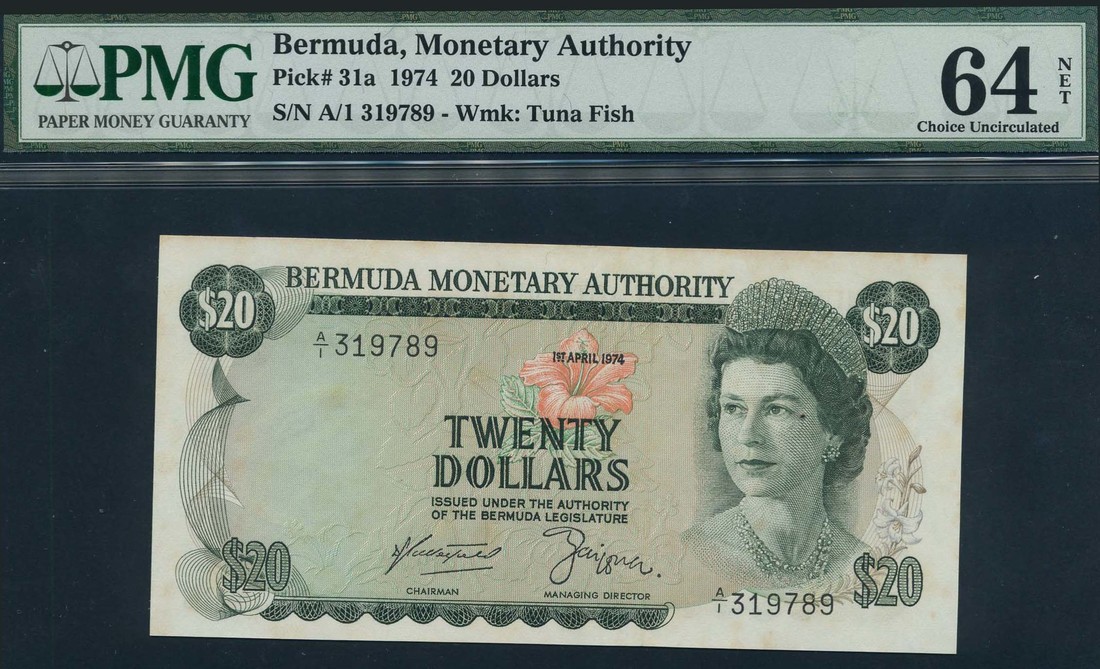 PMG
PAPER MONEY GUARANTY
Bermuda, Monetary Authority
Pick# 31a 1974 20 Dollars
S/N A/1 319789 - Wmk: Tuna Fish
64
NET
Choice Uncirculated
BERMUDA MONETARY AUTHORITY
$20
$20
A/1 319789
1ST APRIL 1974
TWENTY
DOLLARS
ISSUED UNDER THE AUTHORITY
OF THE BERMUDA LEGISLATURE
CHAIRMAN
MANAGING DIRECTOR
$20
A/1 319789
$20